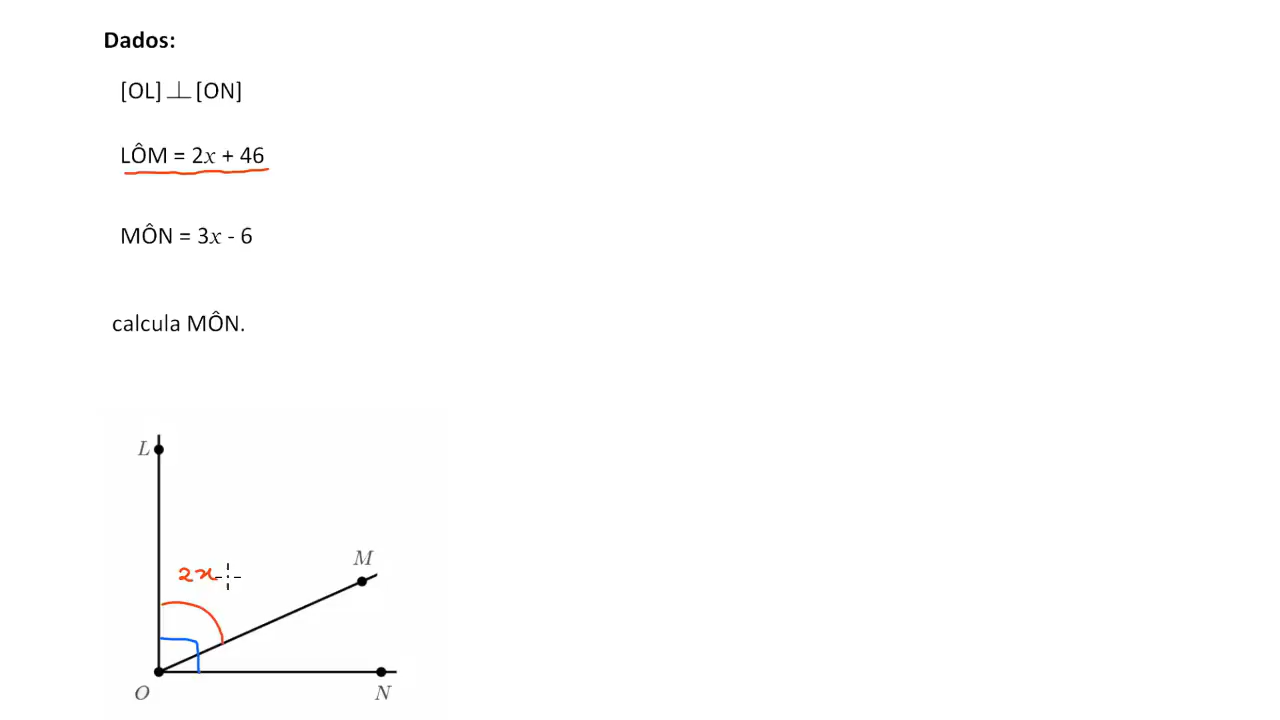 Dados:
[OL] ⊥ [ON]
LÔM = 2x + 46
MÔN = 3x - 6
calcula MÔN.
L
M
2x
O
N